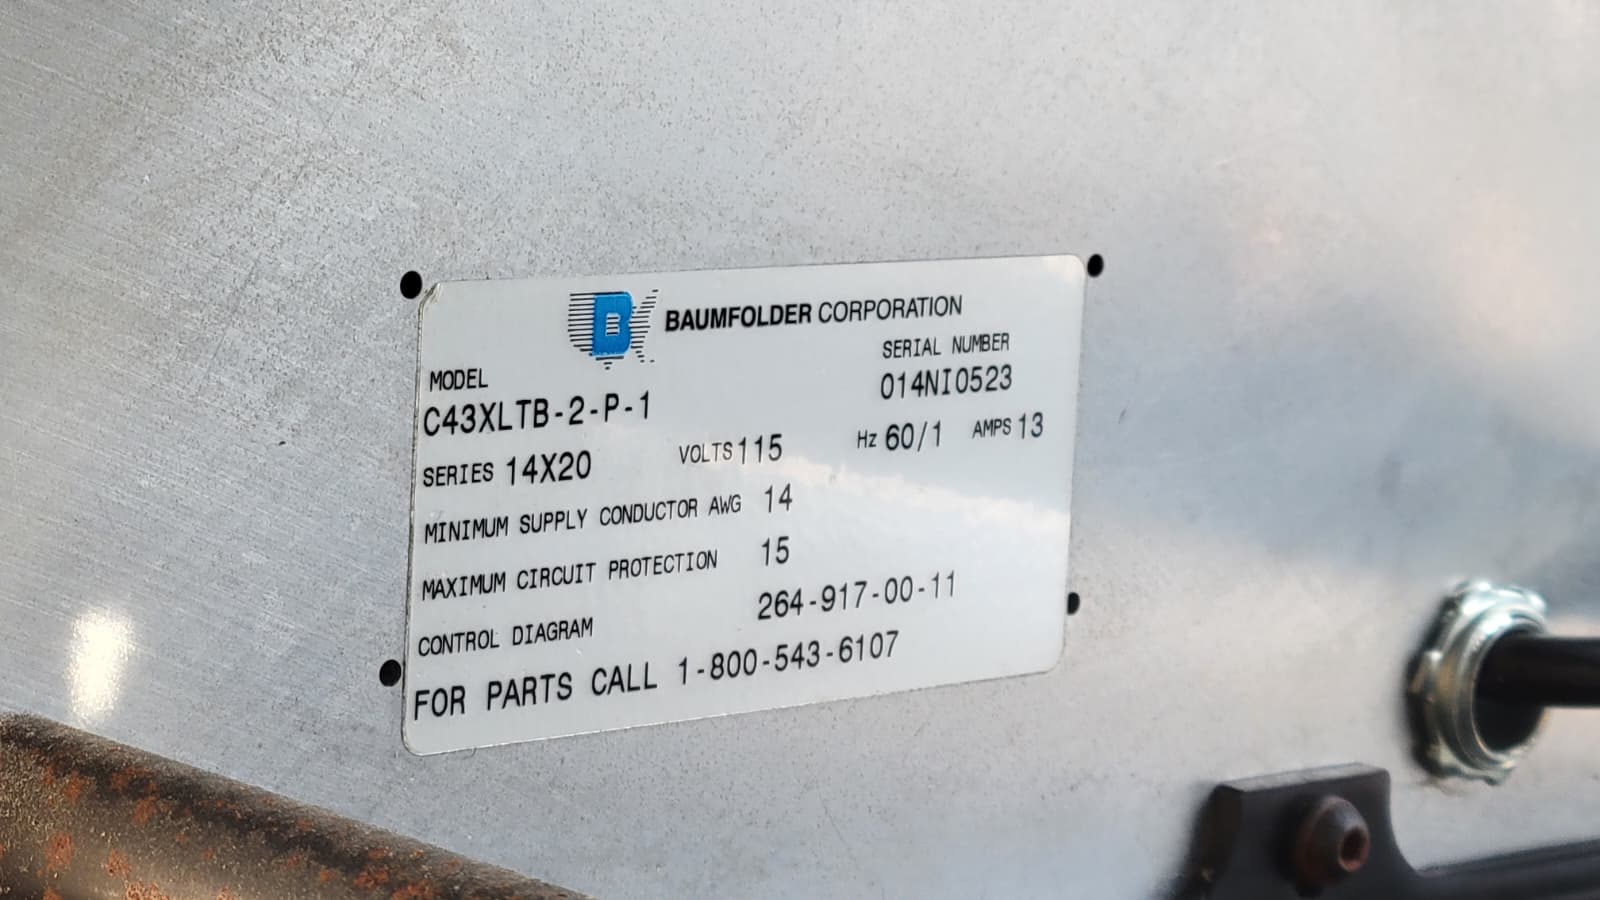 B BAUMFOLDER CORPORATION
MODEL SERIAL NUMBER
C43XLTB-2-P-1 014NI0523
SERIES 14X20 VOLTS 115 Hz 60/1 AMPS 13
MINIMUM SUPPLY CONDUCTOR AWG 14
MAXIMUM CIRCUIT PROTECTION 15
CONTROL DIAGRAM 264-917-00-11
FOR PARTS CALL 1-800-543-6107